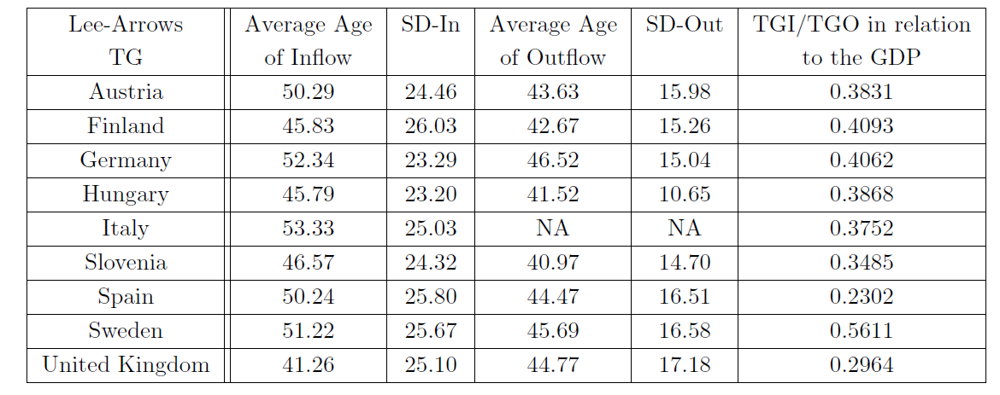 Lee-Arrows Average Age SD-In Average Age SD-Out TGI/TGO in relation
TG of Inflow of Outflow to the GDP
Austria 50.29 24.46 43.63 15.98 0.3831
Finland 45.83 26.03 42.67 15.26 0.4093
Germany 52.34 23.29 46.52 15.04 0.4062
Hungary 45.79 23.20 41.52 10.65 0.3868
Italy 53.33 25.03 NA NA 0.3752
Slovenia 46.57 24.32 40.97 14.70 0.3485
Spain 50.24 25.80 44.47 16.51 0.2302
Sweden 51.22 25.67 45.69 16.58 0.5611
United Kingdom 41.26 25.10 44.77 17.18 0.2964